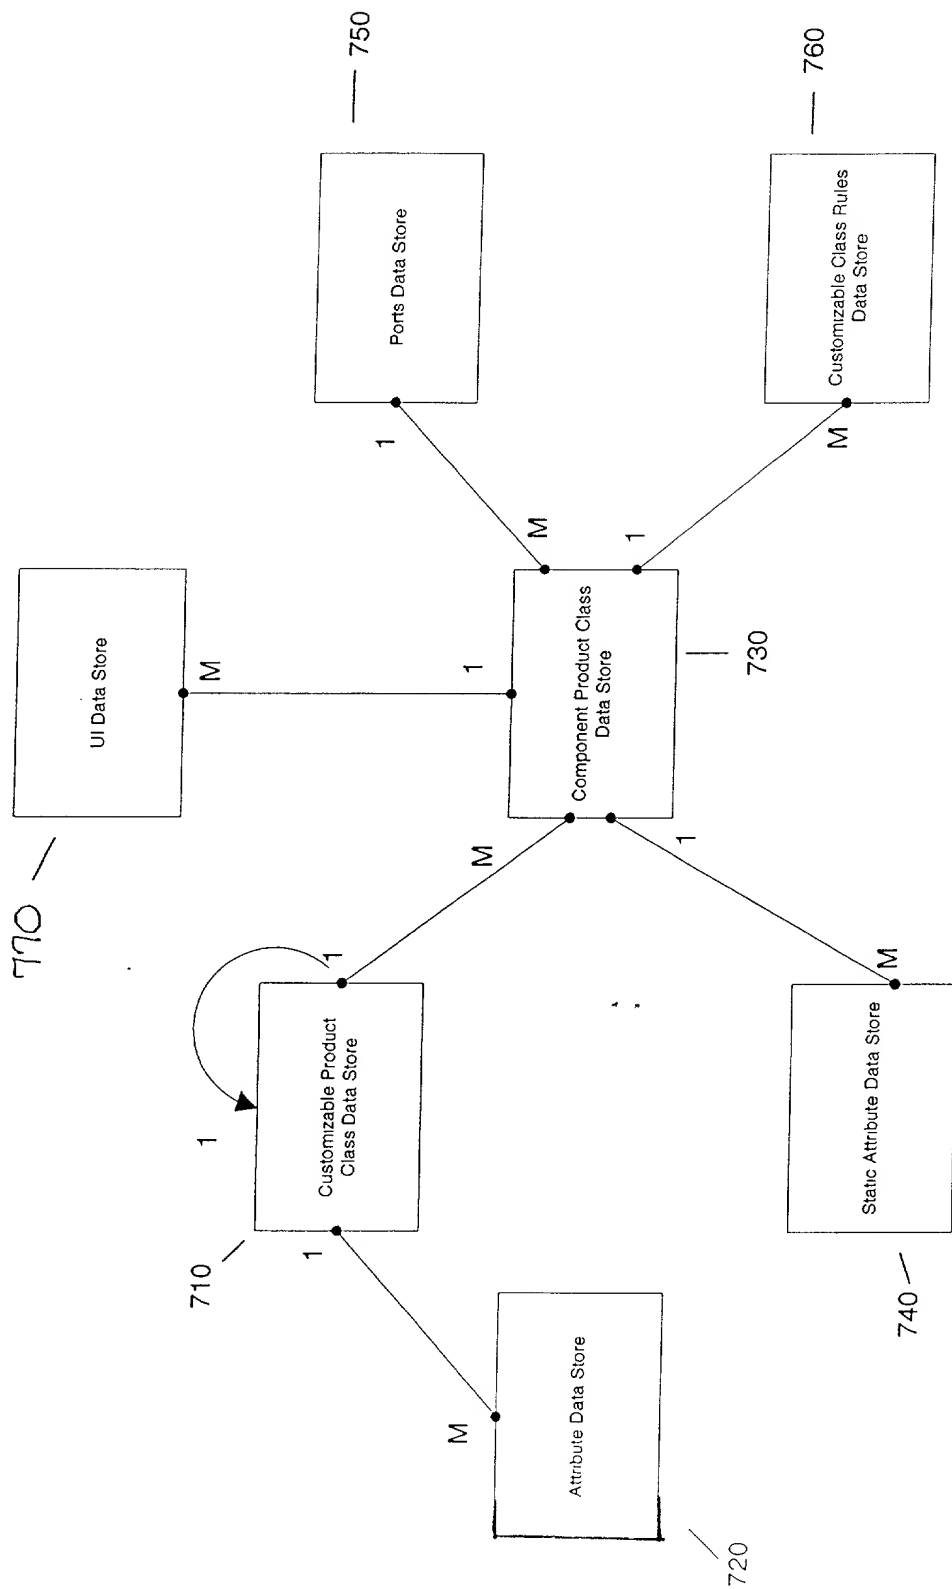 770
UI Data Store
M
1
750
Ports Data Store
1
M
760
Customizable Class Rules
Data Store
M
1
730
Component Product Class
Data Store
M
1
1
1
710
Customizable Product
Class Data Store
1
M
Attribute Data Store
720
M
Static Attribute Data Store
740